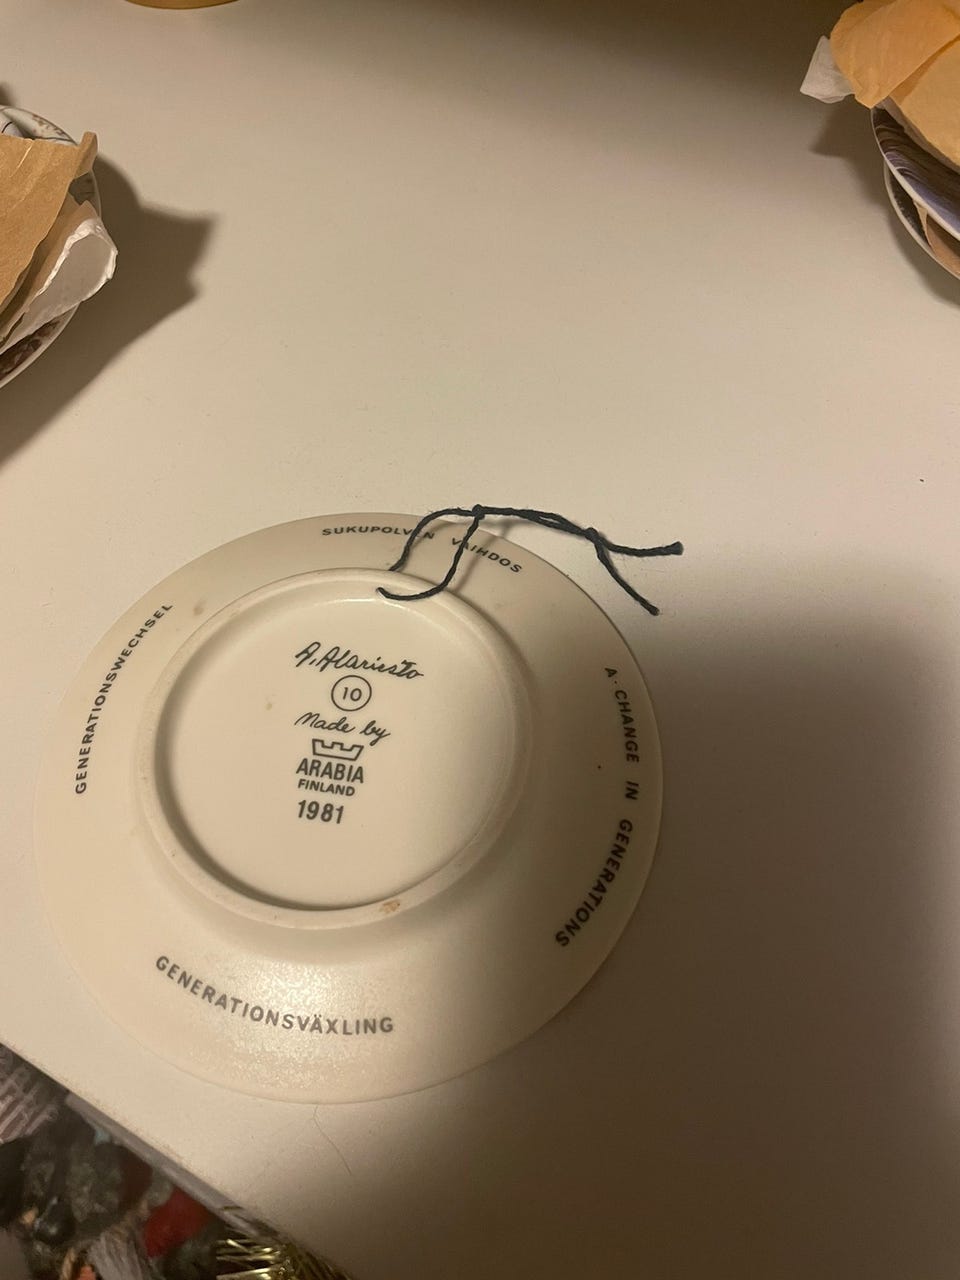 SUKUPOLVEN VAIHDOS
A. CHANGE IN GENERATIONS
GENERATIONSVÄXLING
GENERATIONSWECHSEL
A. Alariesto
10
Made by
ARABIA
FINLAND
1981